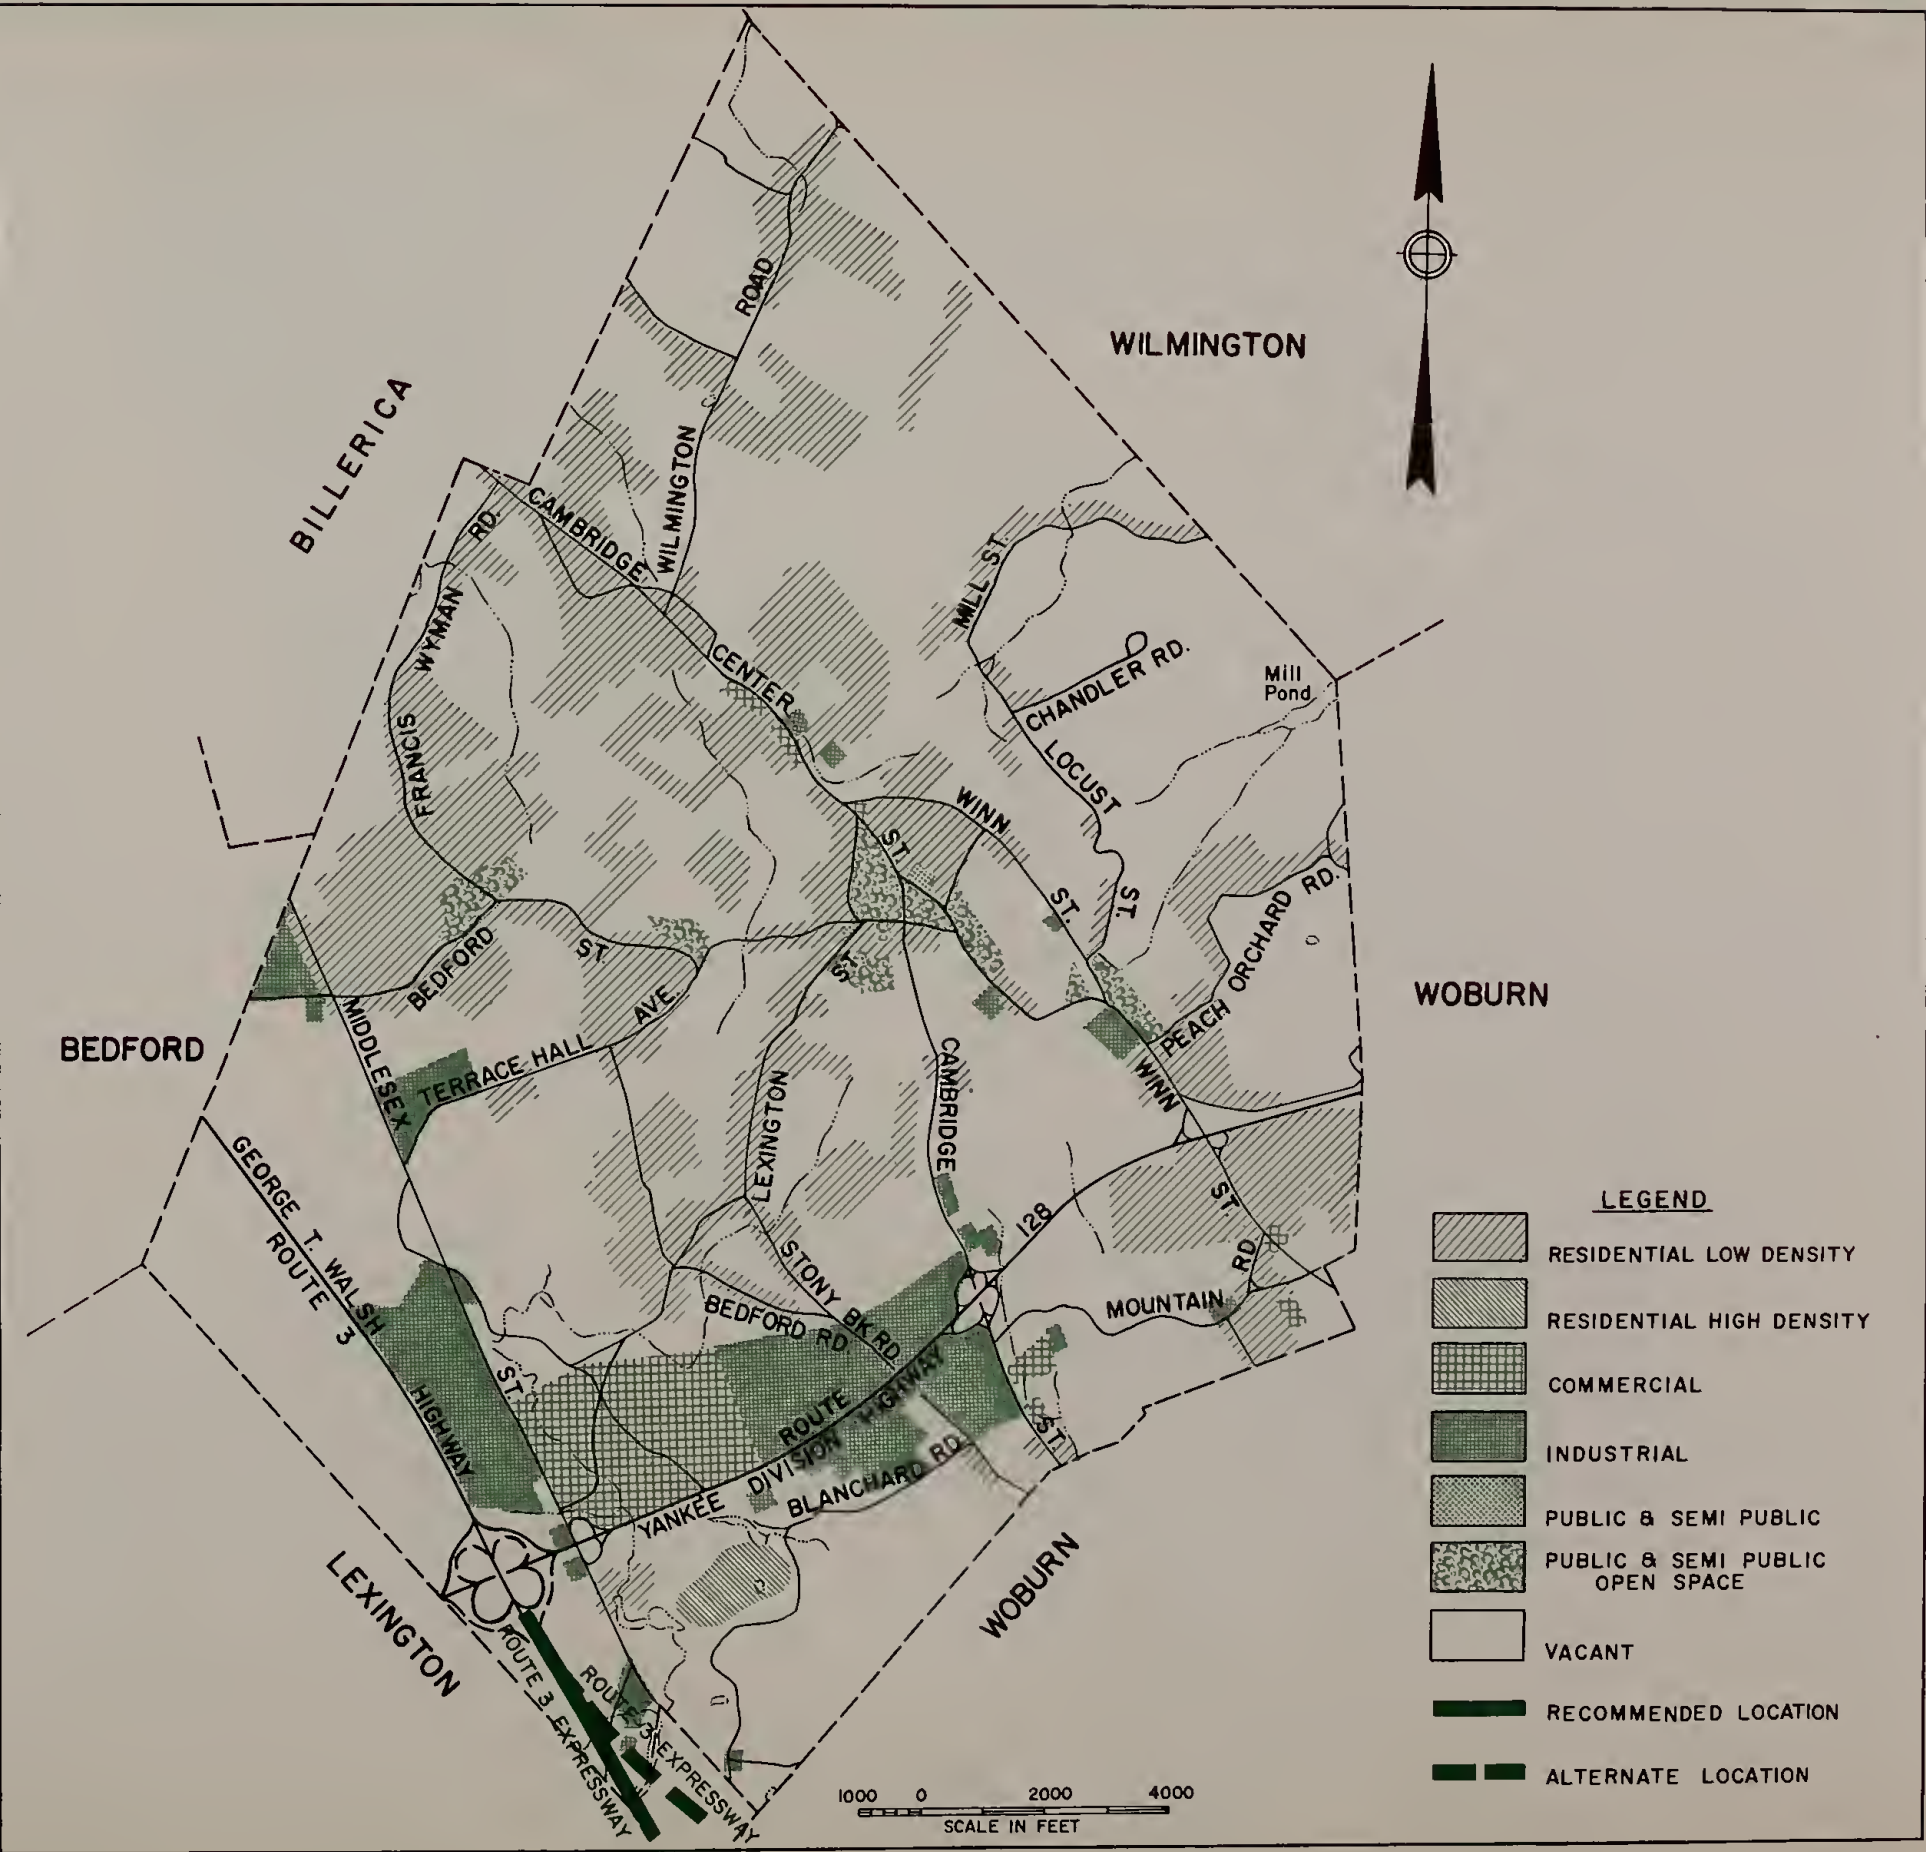 WILMINGTON
BILLERICA
ROAD
WILMINGTON
CAMBRIDGE
RD.
WYMAN
FRANCIS
MILL ST.
CHANDLER RD.
Mill
Pond
CENTER
LOCUST
ST.
WINN
ST.
ST.
PEACH ORCHARD RD.
WOBURN
BEDFORD
BEDFORD
ST.
MIDDLESEX
TERRACE HALL
AVE.
ST.
LEXINGTON
CAMBRIDGE
WINN
ST.
GEORGE T. WALSH
HIGHWAY
ROUTE
3
128
STONY BK RD.
BEDFORD RD.
MOUNTAIN
RD.
ST.
ST.
ROUTE
YANKEE DIVISION HIGHWAY
BLANCHARD RD.
LEXINGTON
WOBURN
ROUTE 3 EXPRESSWAY
ROUTE 3 EXPRESSWAY
1000 0 2000 4000
SCALE IN FEET
LEGEND
RESIDENTIAL LOW DENSITY
RESIDENTIAL HIGH DENSITY
COMMERCIAL
INDUSTRIAL
PUBLIC & SEMI PUBLIC
PUBLIC & SEMI PUBLIC
OPEN SPACE
VACANT
RECOMMENDED LOCATION
ALTERNATE LOCATION